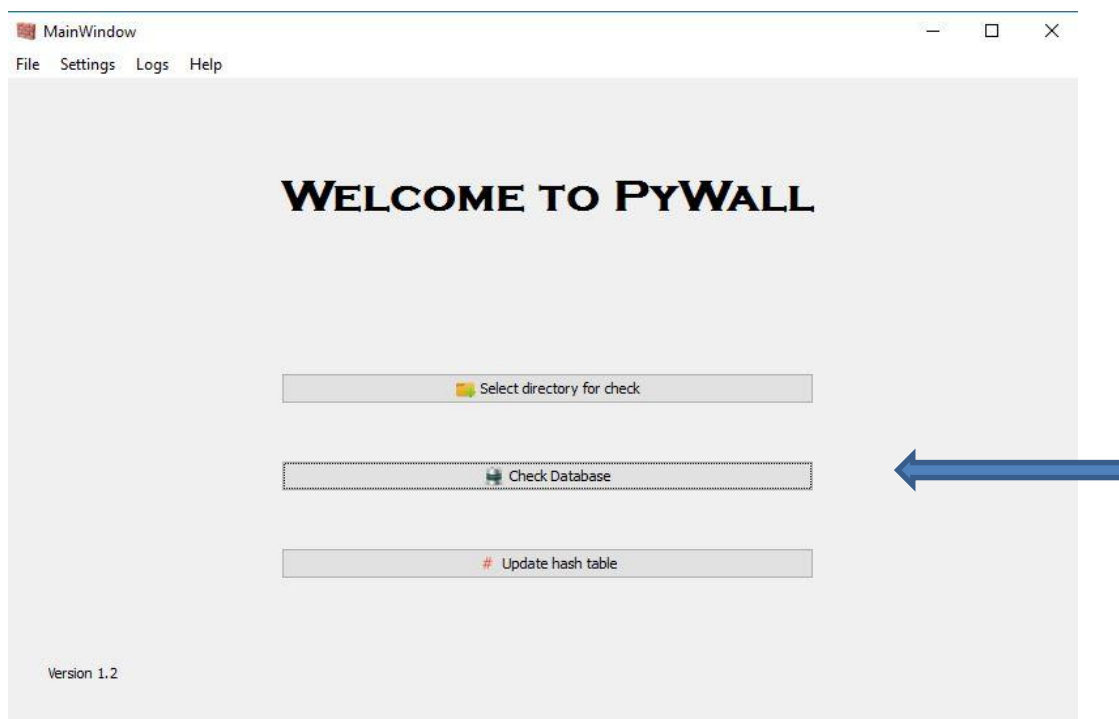 MainWindow
File Settings Logs Help
WELCOME TO PYWALL
Select directory for check
Check Database
# Update hash table
Version 1.2